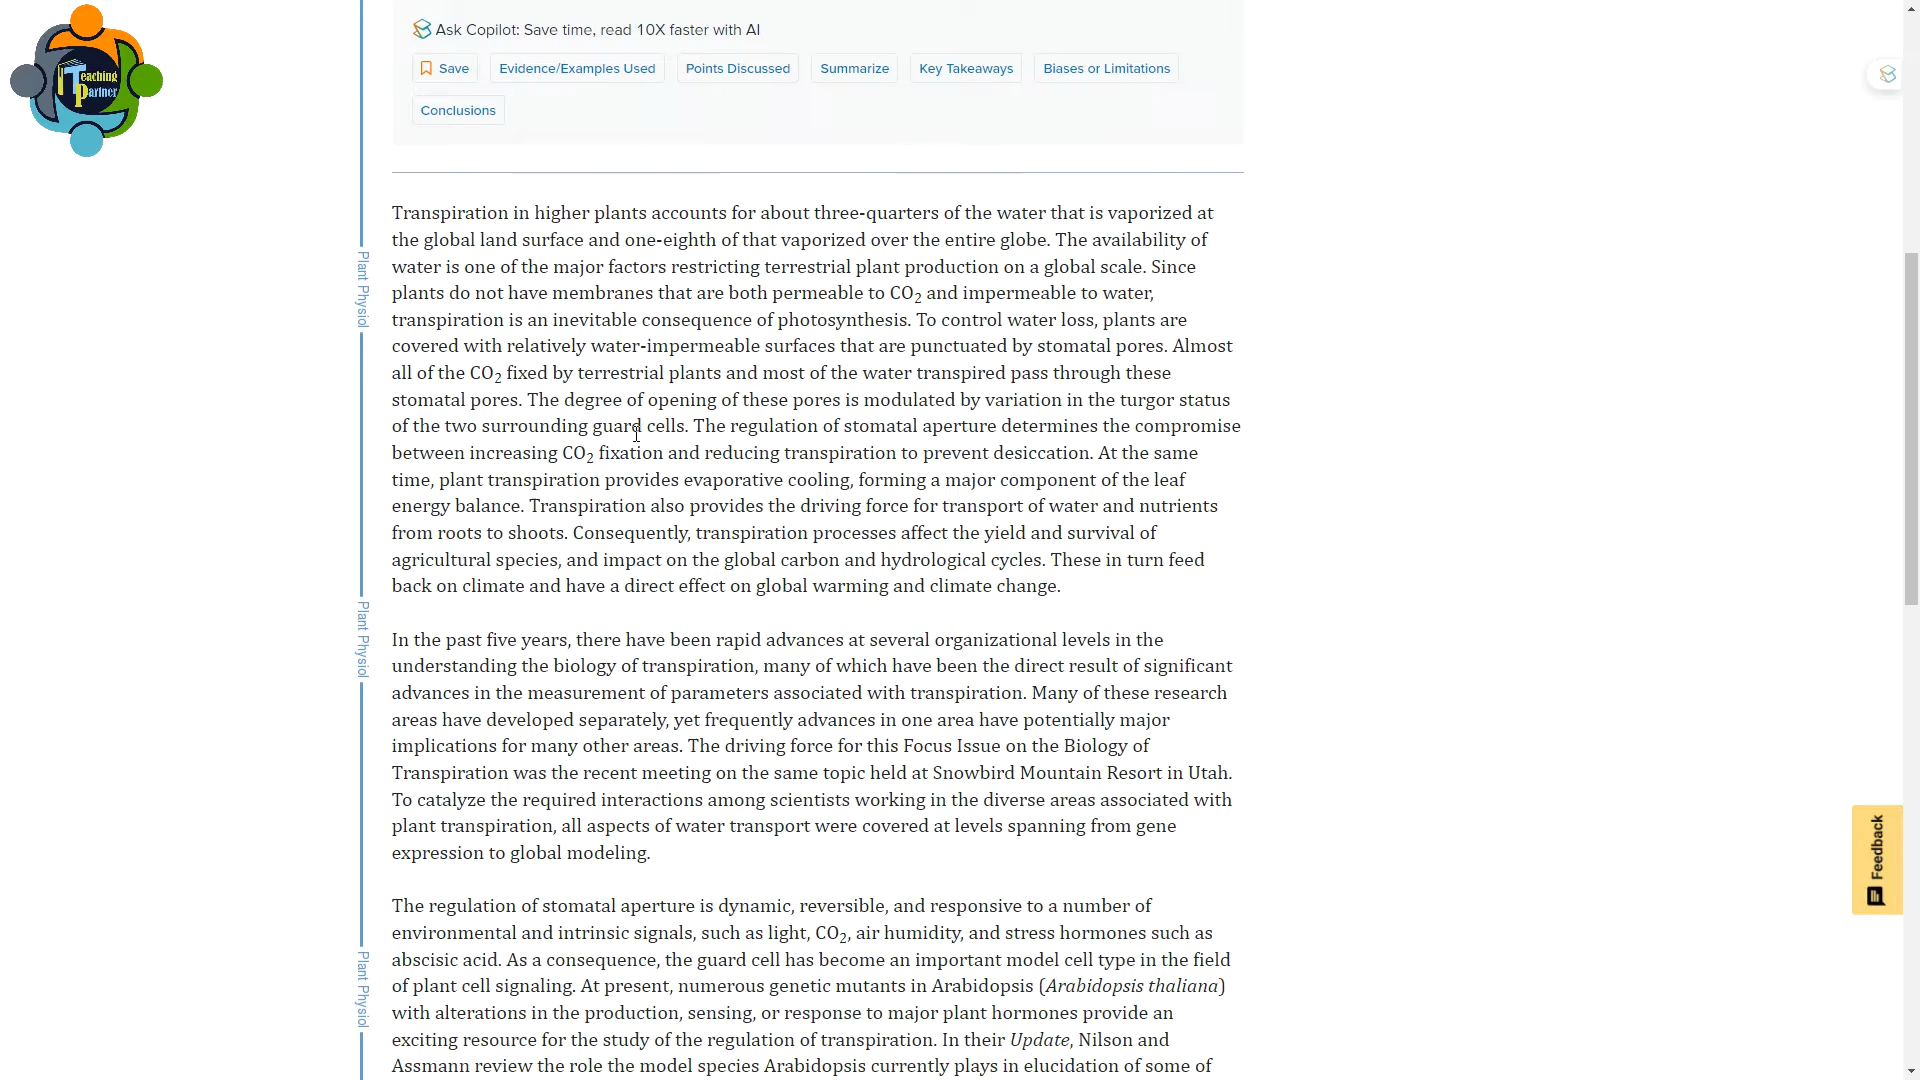 Teaching
Partner
Ask Copilot: Save time, read 10X faster with AI
Save
Evidence/Examples Used
Points Discussed
Summarize
Key Takeaways
Biases or Limitations
Conclusions
Transpiration in higher plants accounts for about three-quarters of the water that is vaporized at
the global land surface and one-eighth of that vaporized over the entire globe. The availability of
water is one of the major factors restricting terrestrial plant production on a global scale. Since
plants do not have membranes that are both permeable to CO₂ and impermeable to water,
transpiration is an inevitable consequence of photosynthesis. To control water loss, plants are
covered with relatively water-impermeable surfaces that are punctuated by stomatal pores. Almost
all of the CO₂ fixed by terrestrial plants and most of the water transpired pass through these
stomatal pores. The degree of opening of these pores is modulated by variation in the turgor status
of the two surrounding guard cells. The regulation of stomatal aperture determines the compromise
between increasing CO₂ fixation and reducing transpiration to prevent desiccation. At the same
time, plant transpiration provides evaporative cooling, forming a major component of the leaf
energy balance. Transpiration also provides the driving force for transport of water and nutrients
from roots to shoots. Consequently, transpiration processes affect the yield and survival of
agricultural species, and impact on the global carbon and hydrological cycles. These in turn feed
back on climate and have a direct effect on global warming and climate change.
In the past five years, there have been rapid advances at several organizational levels in the
understanding the biology of transpiration, many of which have been the direct result of significant
advances in the measurement of parameters associated with transpiration. Many of these research
areas have developed separately, yet frequently advances in one area have potentially major
implications for many other areas. The driving force for this Focus Issue on the Biology of
Transpiration was the recent meeting on the same topic held at Snowbird Mountain Resort in Utah.
To catalyze the required interactions among scientists working in the diverse areas associated with
plant transpiration, all aspects of water transport were covered at levels spanning from gene
expression to global modeling.
The regulation of stomatal aperture is dynamic, reversible, and responsive to a number of
environmental and intrinsic signals, such as light, CO₂, air humidity, and stress hormones such as
abscisic acid. As a consequence, the guard cell has become an important model cell type in the field
of plant cell signaling. At present, numerous genetic mutants in Arabidopsis (Arabidopsis thaliana)
with alterations in the production, sensing, or response to major plant hormones provide an
exciting resource for the study of the regulation of transpiration. In their Update, Nilson and
Assmann review the role the model species Arabidopsis currently plays in elucidation of some of
Plant Physiol
Plant Physiol
Plant Physiol
Feedback